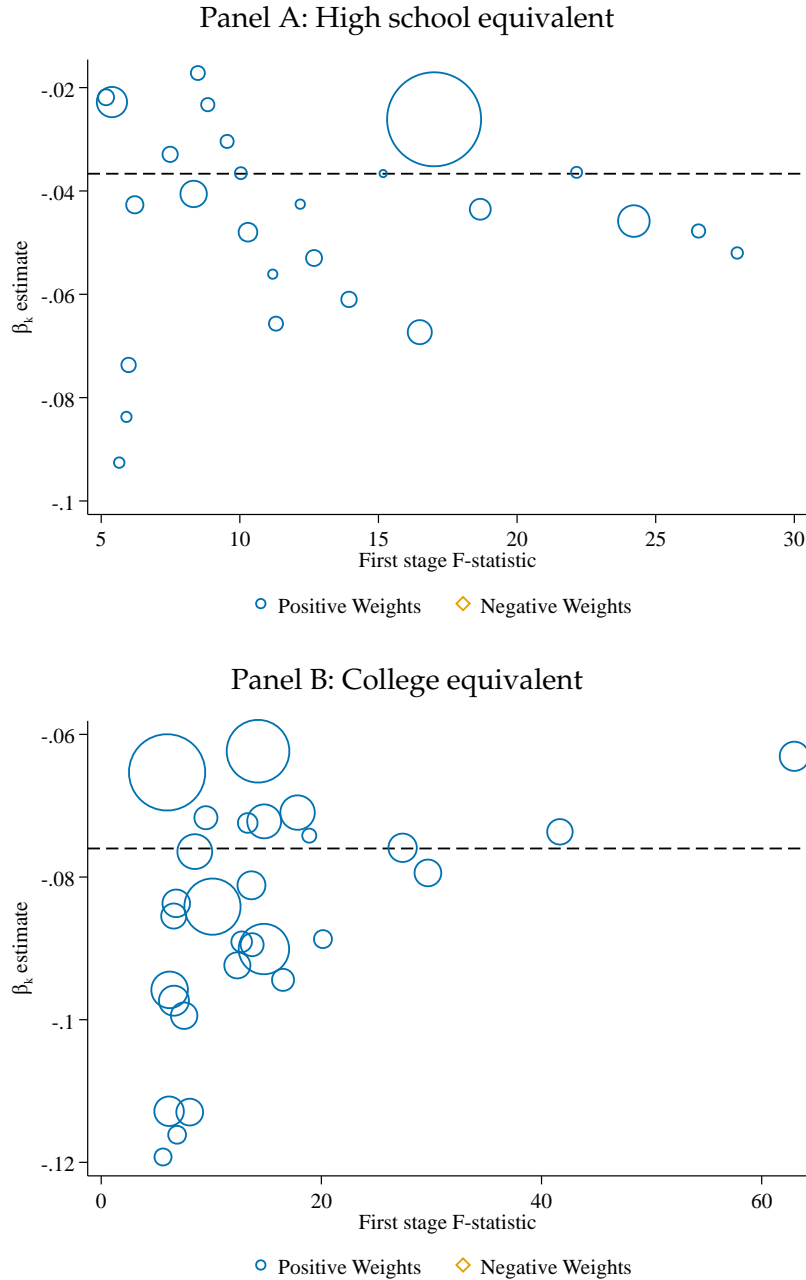 Panel A: High school equivalent
-.02
-.04
-.06
-.08
-.1
βk estimate
5 10 15 20 25 30
First stage F-statistic
Positive Weights Negative Weights
Panel B: College equivalent
-.06
-.08
-.1
-.12
βk estimate
0 20 40 60
First stage F-statistic
Positive Weights Negative Weights